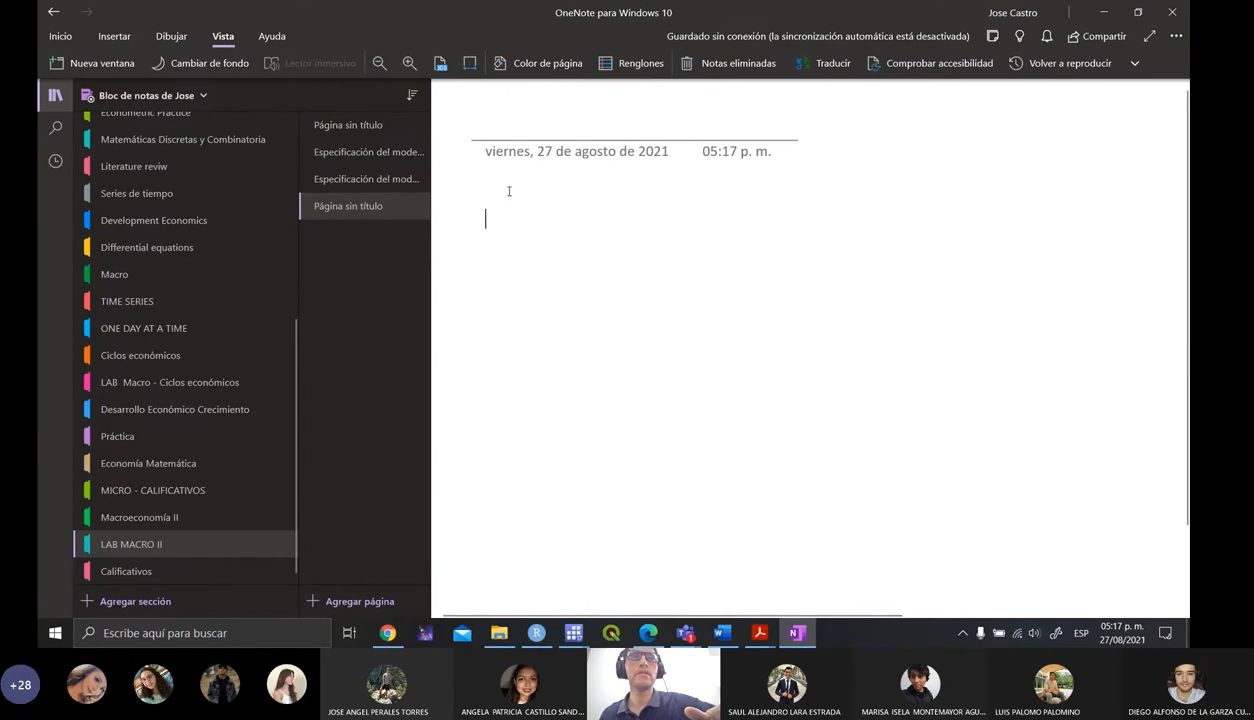 OneNote para Windows 10
Jose Castro
Inicio
Insertar
Dibujar
Vista
Ayuda
Guardado sin conexión (la sincronización automática está desactivada)
Compartir
Nueva ventana
Cambiar de fondo
Lector inmersivo
100
Color de página
Renglones
Notas eliminadas
Traducir
Comprobar accesibilidad
Volver a reproducir
Bloc de notas de Jose
Econometric Practice
Matemáticas Discretas y Combinatoria
Literature reviw
Series de tiempo
Development Economics
Differential equations
Macro
TIME SERIES
ONE DAY AT A TIME
Ciclos económicos
LAB Macro - Ciclos económicos
Desarrollo Económico Crecimiento
Práctica
Economía Matemática
MICRO - CALIFICATIVOS
Macroeconomía II
LAB MACRO II
Calificativos
Agregar sección
Página sin título
Especificación del mode...
Especificación del mod...
Página sin título
Agregar página
viernes, 27 de agosto de 2021 05:17 p. m.
Escribe aquí para buscar
ESP
05:17 p. m.
27/08/2021
+28
JOSE ANGEL PERALES TORRES
ANGELA PATRICIA CASTILLO SAND...
SAUL ALEJANDRO LARA ESTRADA
MARISA ISELA MONTEMAYOR AGU...
LUIS PALOMO PALOMINO
DIEGO ALFONSO DE LA GARZA CU...